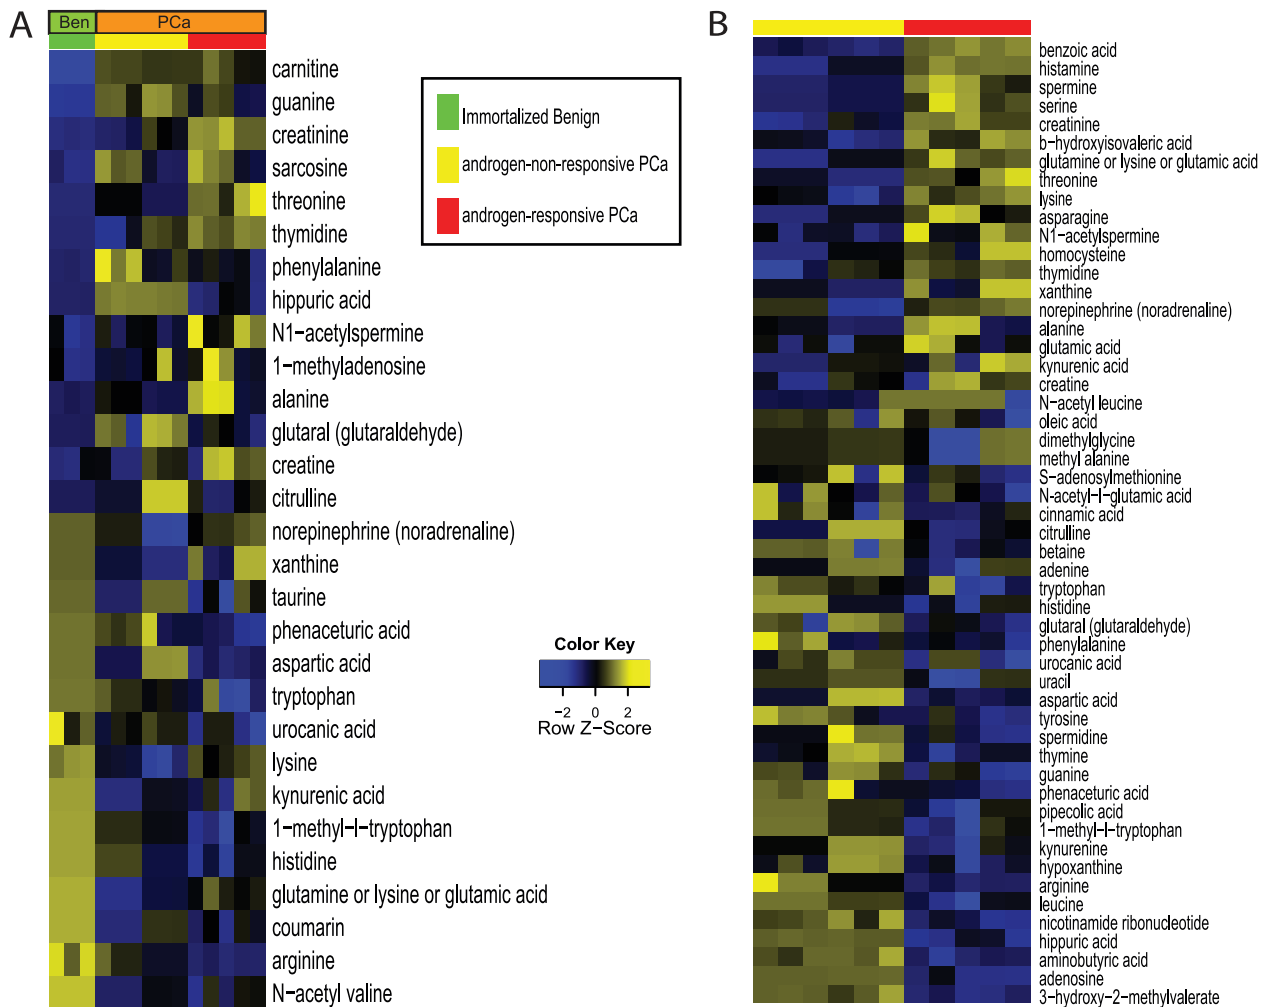 A
Ben
PCa
carnitine
guanine
creatinine
sarcosine
threonine
thymidine
phenylalanine
hippuric acid
N1−acetylspermine
1−methyladenosine
alanine
glutaral (glutaraldehyde)
creatine
citrulline
norepinephrine (noradrenaline)
xanthine
taurine
phenaceturic acid
aspartic acid
tryptophan
urocanic acid
lysine
kynurenic acid
1−methyl−l−tryptophan
histidine
glutamine or lysine or glutamic acid
coumarin
arginine
N−acetyl valine
Immortalized Benign
androgen-non-responsive PCa
androgen-responsive PCa
Color Key
−2 0 2
Row Z−Score
B
benzoic acid
histamine
spermine
serine
creatinine
b−hydroxyisovaleric acid
glutamine or lysine or glutamic acid
threonine
lysine
asparagine
N1−acetylspermine
homocysteine
thymidine
xanthine
norepinephrine (noradrenaline)
alanine
glutamic acid
kynurenic acid
creatine
N−acetyl leucine
oleic acid
dimethylglycine
methyl alanine
S−adenosylmethionine
N−acetyl−l−glutamic acid
cinnamic acid
citrulline
betaine
adenine
tryptophan
histidine
glutaral (glutaraldehyde)
phenylalanine
urocanic acid
uracil
aspartic acid
tyrosine
spermidine
thymine
guanine
phenaceturic acid
pipecolic acid
1−methyl−l−tryptophan
kynurenine
hypoxanthine
arginine
leucine
nicotinamide ribonucleotide
hippuric acid
aminobutyric acid
adenosine
3−hydroxy−2−methylvalerate